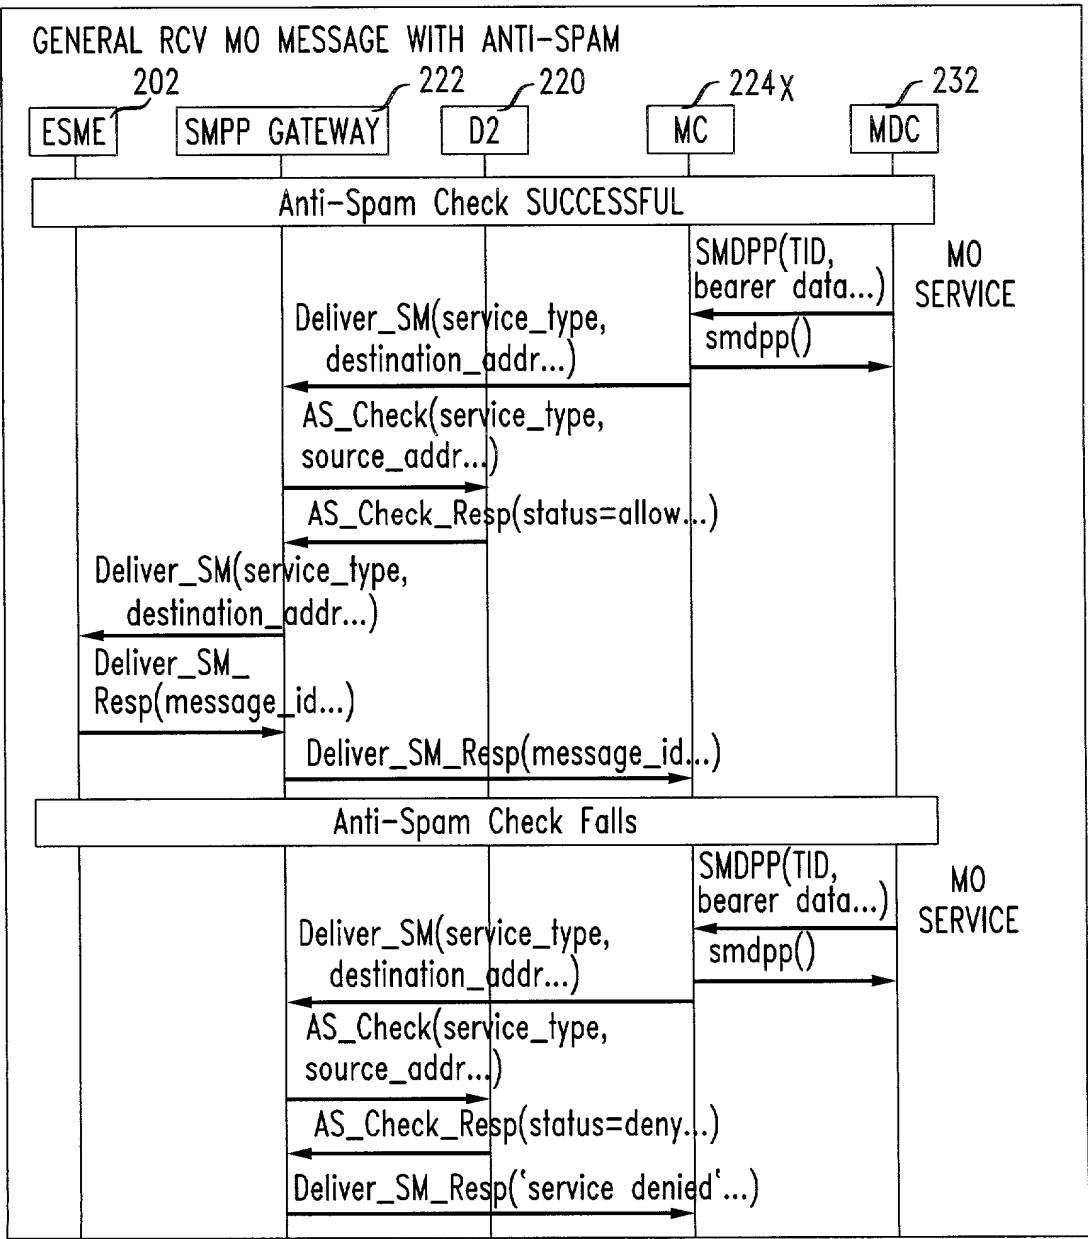 GENERAL RCV MO MESSAGE WITH ANTI-SPAM
202
222
220
224X
232
ESME
SMPP GATEWAY
D2
MC
MDC
Anti-Spam Check SUCCESSFUL
SMDPP(TID,
bearer data...)
MO
SERVICE
Deliver_SM(service_type,
destination_addr...)
smdpp()
AS_Check(service_type,
source_addr...)
AS_Check_Resp(status=allow...)
Deliver_SM(service_type,
destination_addr...)
Deliver_SM_
Resp(message_id...)
Deliver_SM_Resp(message_id...)
Anti-Spam Check Falls
SMDPP(TID,
bearer data...)
MO
SERVICE
Deliver_SM(service_type,
destination_addr...)
smdpp()
AS_Check(service_type,
source_addr...)
AS_Check_Resp(status=deny...)
Deliver_SM_Resp('service denied'...)